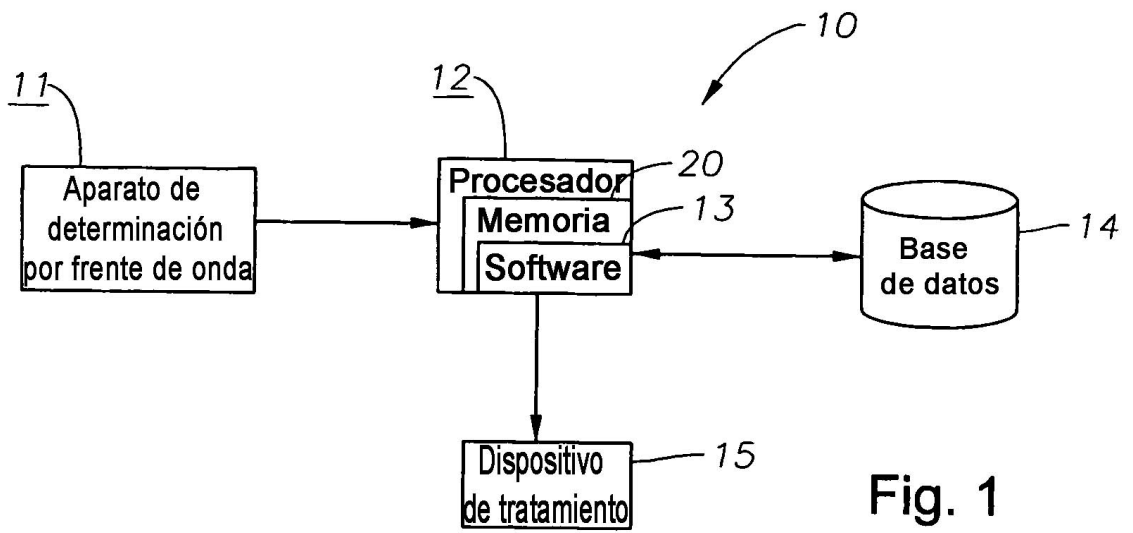 10
11
12
Aparato de
determinación
por frente de onda
Procesador
20
Memoria
13
Software
Base
de datos
14
Dispositivo
de tratamiento
15
Fig. 1